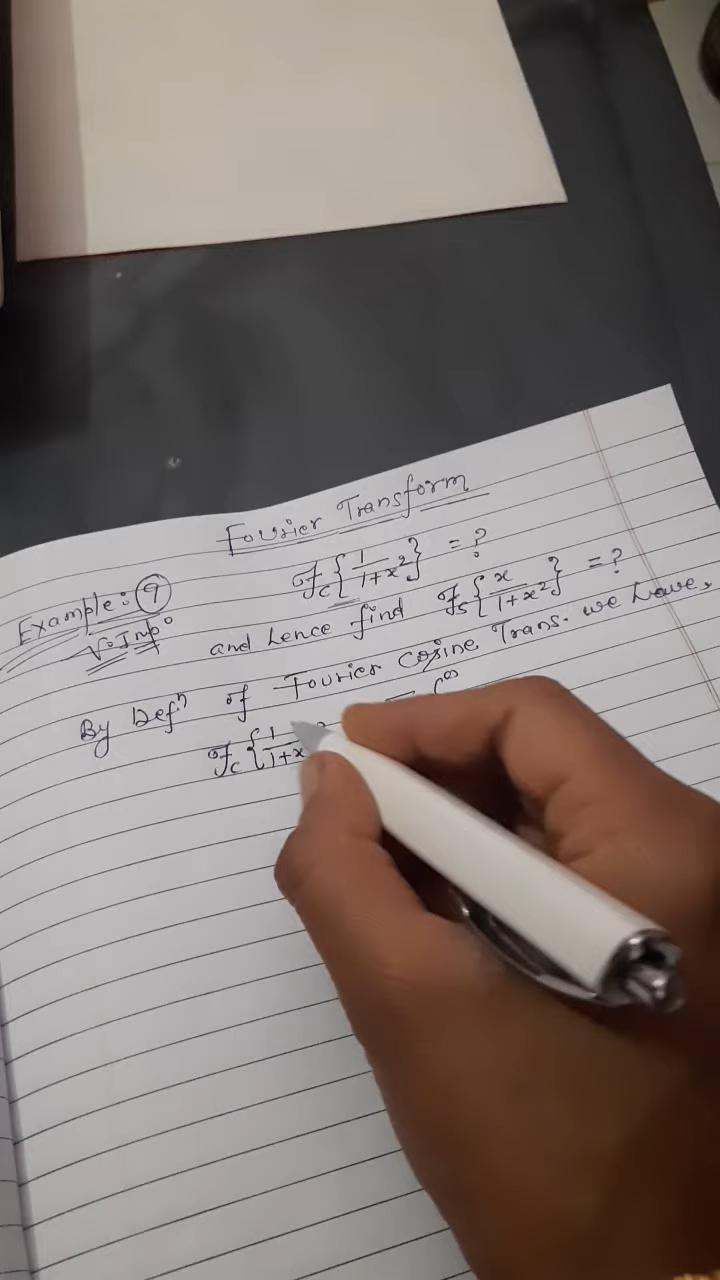 Fourier Transform
Example: 9 Fc{1/1+x²} = ?
V. Imp. and hence find Fs{x/1+x²} = ?
By Defⁿ of Fourier Cosine Trans. we have,
Fc{1/1+x = ∫∞